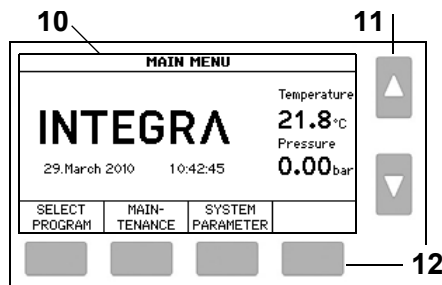 10
11
MAIN MENU
Temperature
21.8°C
Pressure
0.00bar
INTEGRA
29.March 2010 10:42:45
SELECT PROGRAM
MAIN-TENANCE
SYSTEM PARAMETER
12